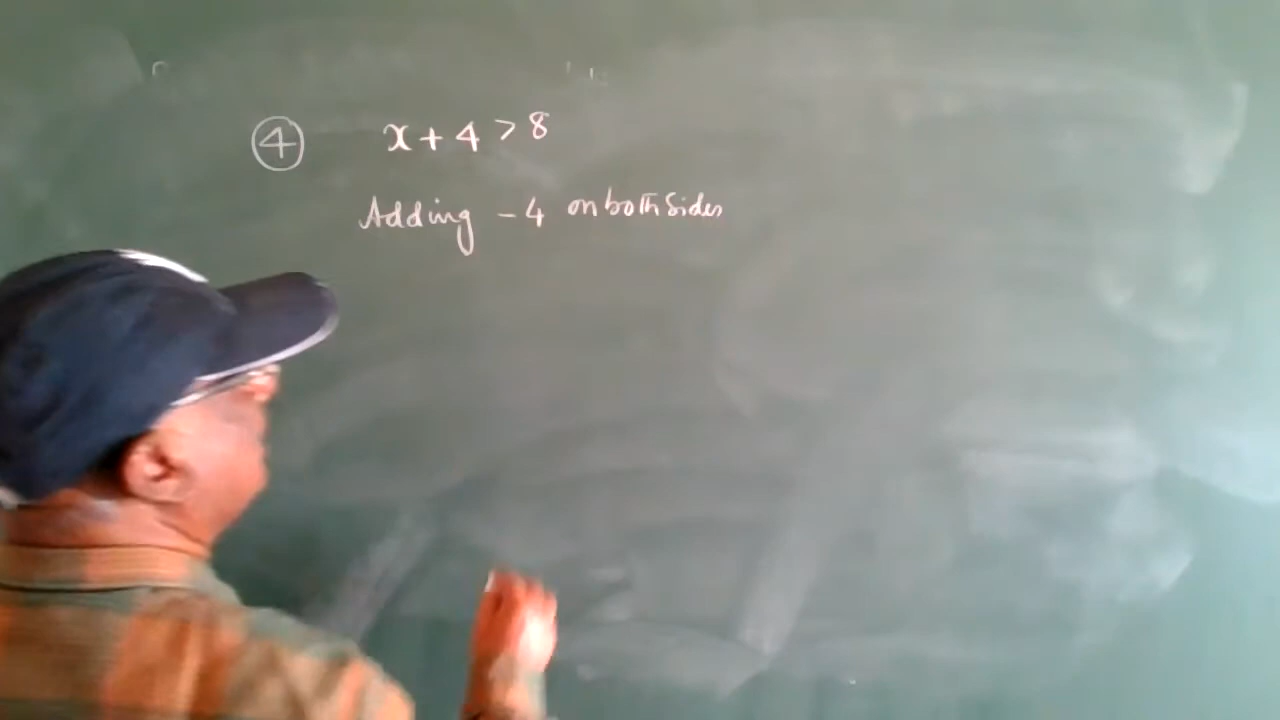 ④ x + 4 > 8
Adding - 4 on both sides